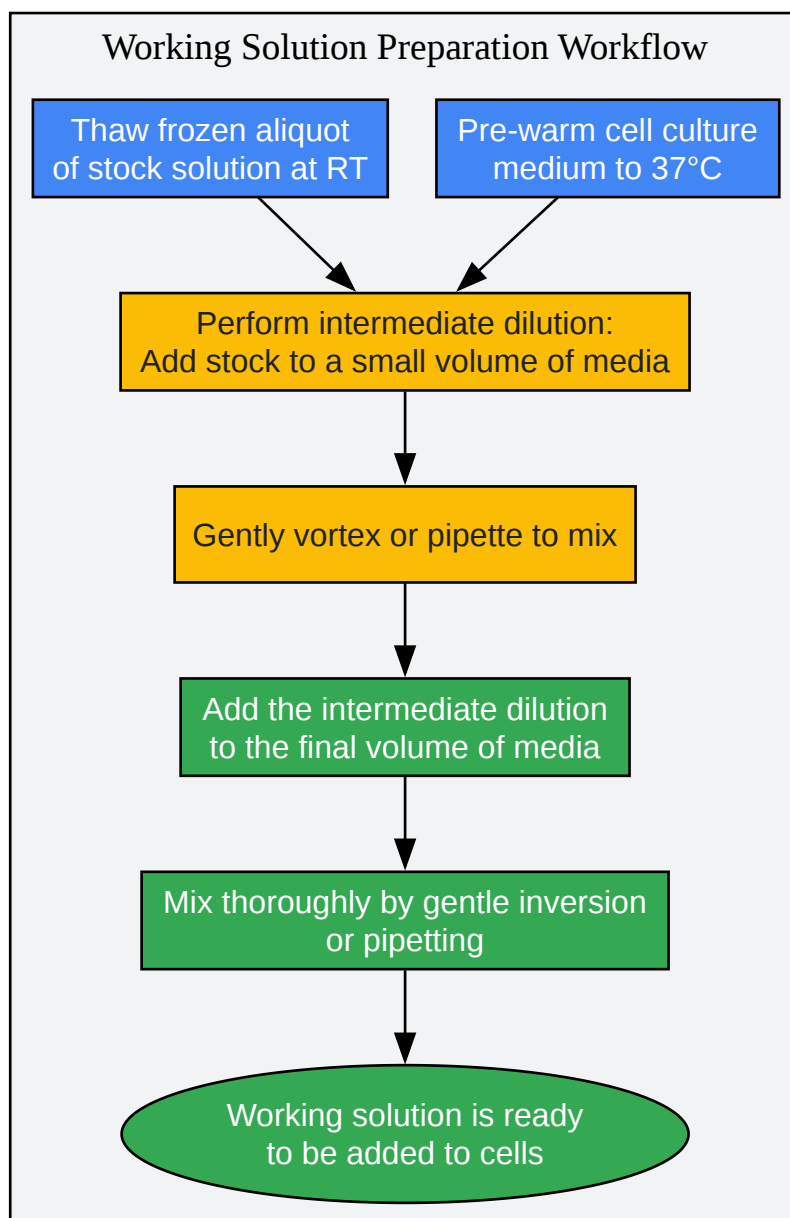 Working Solution Preparation Workflow
Thaw frozen aliquot
of stock solution at RT
Pre-warm cell culture
medium to 37°C
Perform intermediate dilution:
Add stock to a small volume of media
Gently vortex or pipette to mix
Add the intermediate dilution
to the final volume of media
Mix thoroughly by gentle inversion
or pipetting
Working solution is ready
to be added to cells